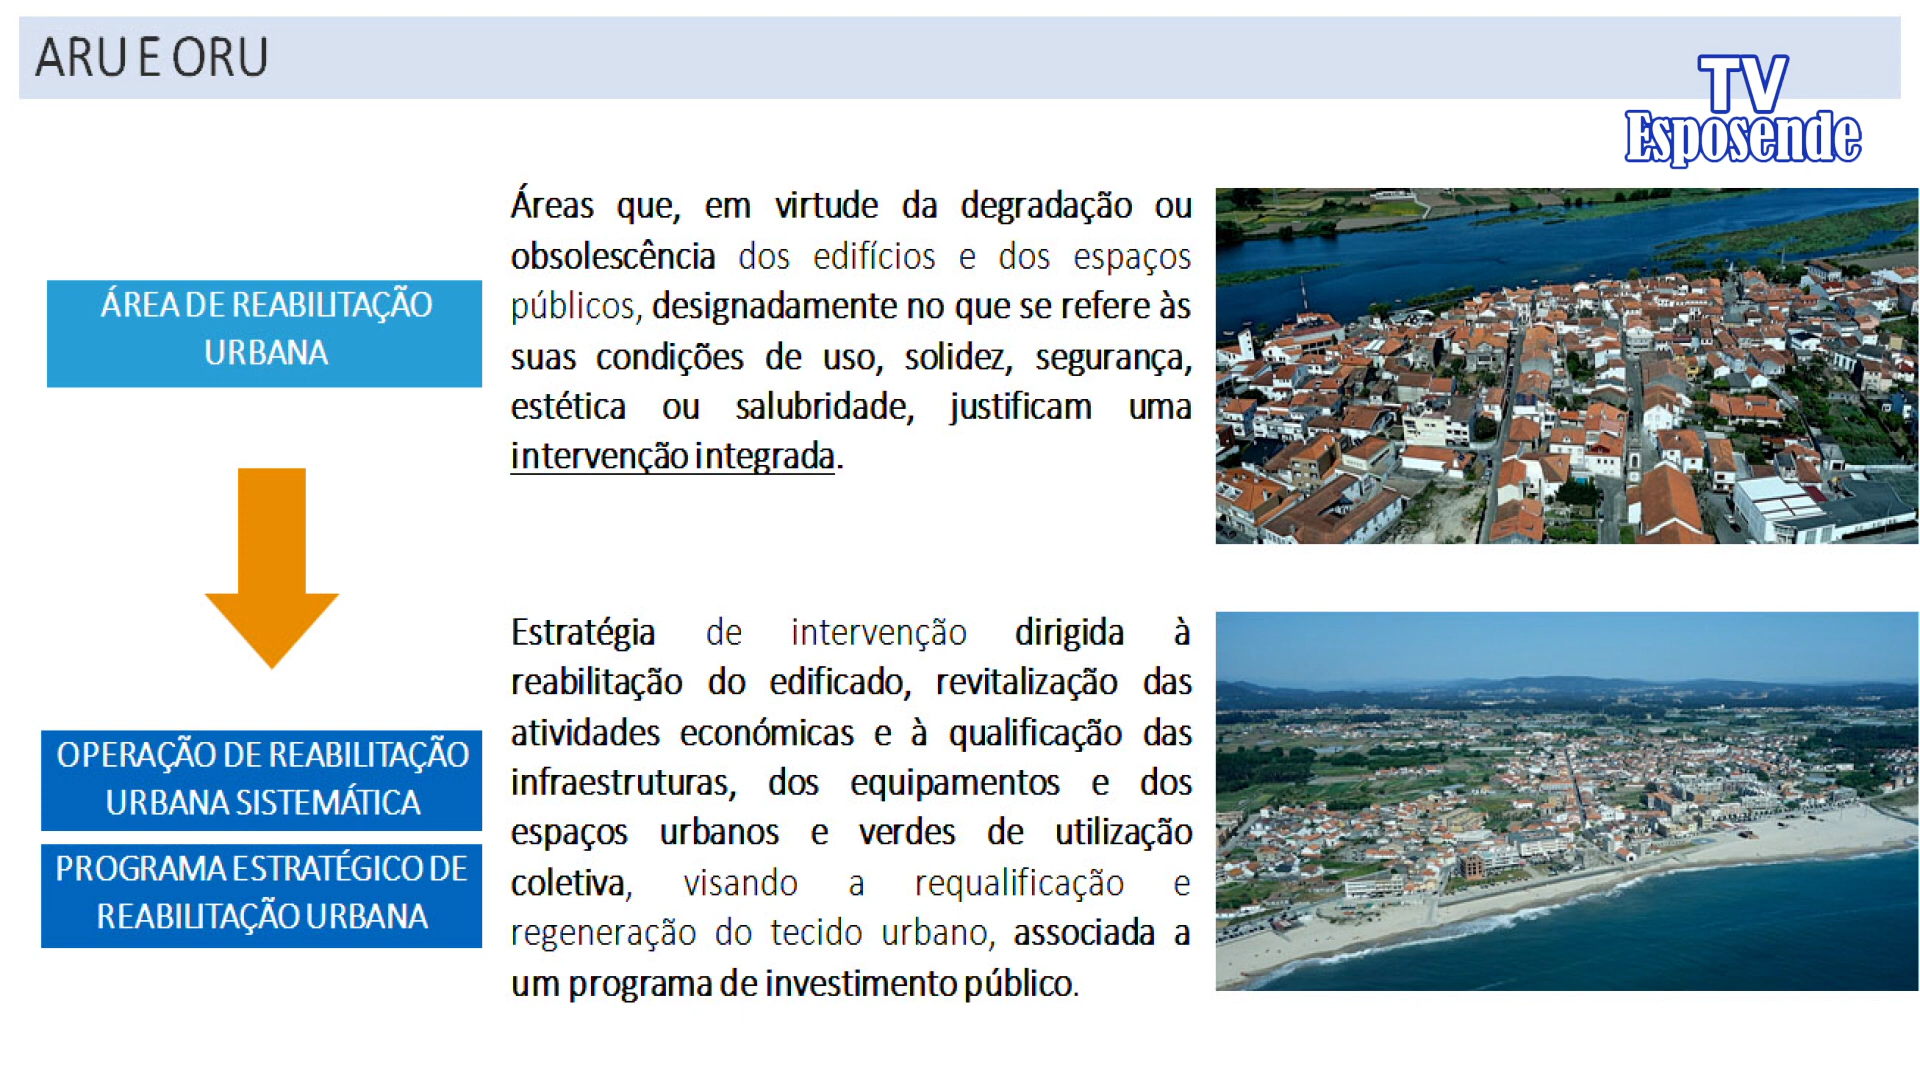 ARU E ORU
TV
Esposende
ÁREA DE REABILITAÇÃO
URBANA
Áreas que, em virtude da degradação ou
obsolescência dos edifícios e dos espaços
públicos, designadamente no que se refere às
suas condições de uso, solidez, segurança,
estética ou salubridade, justificam uma
intervenção integrada.
OPERAÇÃO DE REABILITAÇÃO
URBANA SISTEMÁTICA
PROGRAMA ESTRATÉGICO DE
REABILITAÇÃO URBANA
Estratégia de intervenção dirigida à
reabilitação do edificado, revitalização das
atividades económicas e à qualificação das
infraestruturas, dos equipamentos e dos
espaços urbanos e verdes de utilização
coletiva, visando a requalificação e
regeneração do tecido urbano, associada a
um programa de investimento público.